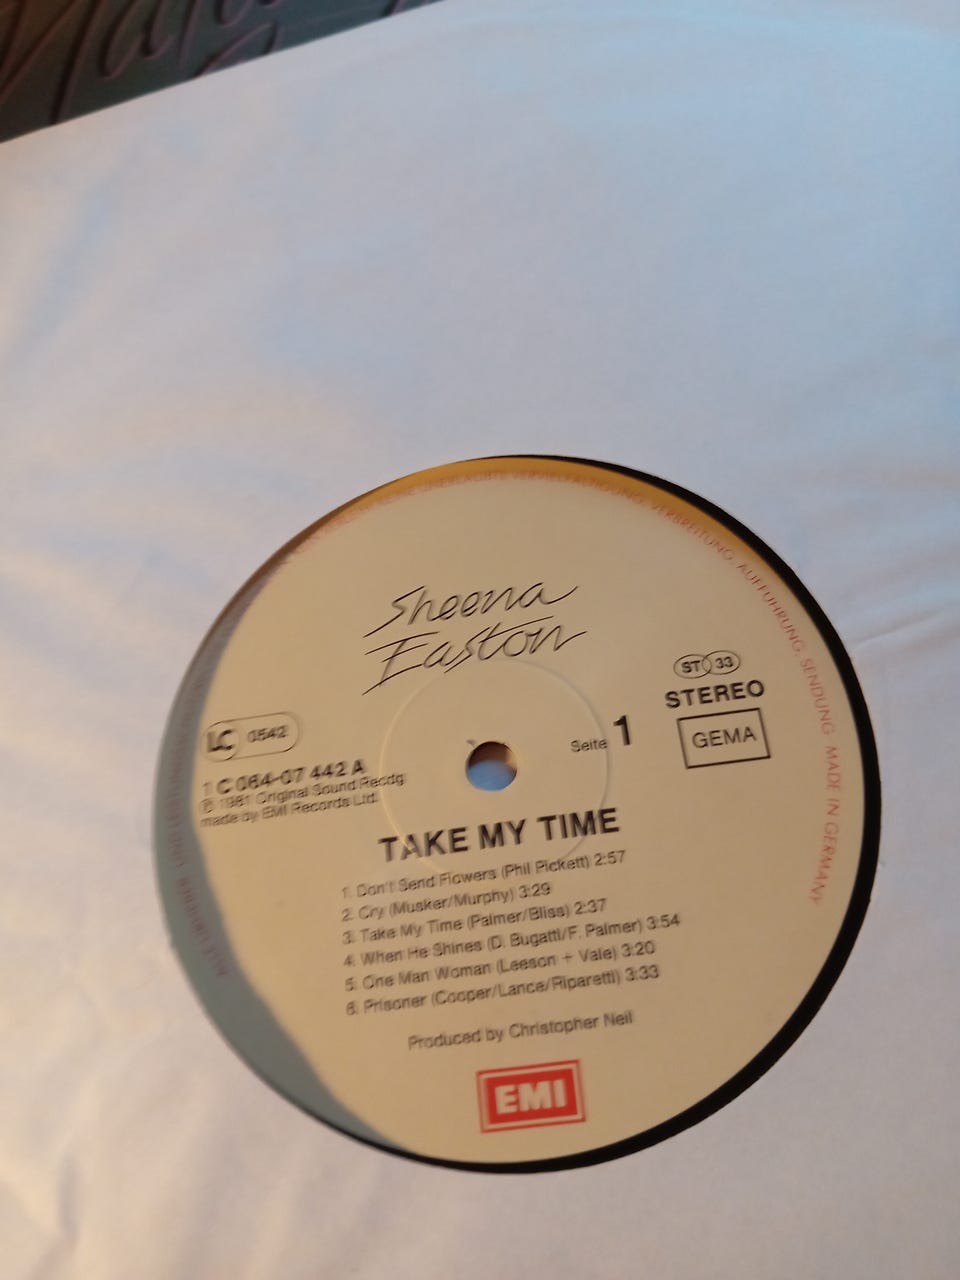 UNERLAUBTE VERVIELFÄLTIGUNG, VERBREITUNG, AUFFÜHRUNG, SENDUNG MADE IN GERMANY
Sheena
Easton
ST 33
STEREO
GEMA
LC 0542
Seite 1
1 C 064-07 442 A
℗ 1981 Original Sound Recdg.
made by EMI Records Ltd.
TAKE MY TIME
1. Don't Send Flowers (Phil Pickett) 2:57
2. Cry (Musker/Murphy) 3:29
3. Take My Time (Palmer/Bliss) 2:37
4. When He Shines (D. Bugatti/F. Palmer) 3:54
5. One Man Woman (Leeson + Vale) 3:20
6. Prisoner (Cooper/Lance/Riparetti) 3:33
Produced by Christopher Neil
EMI